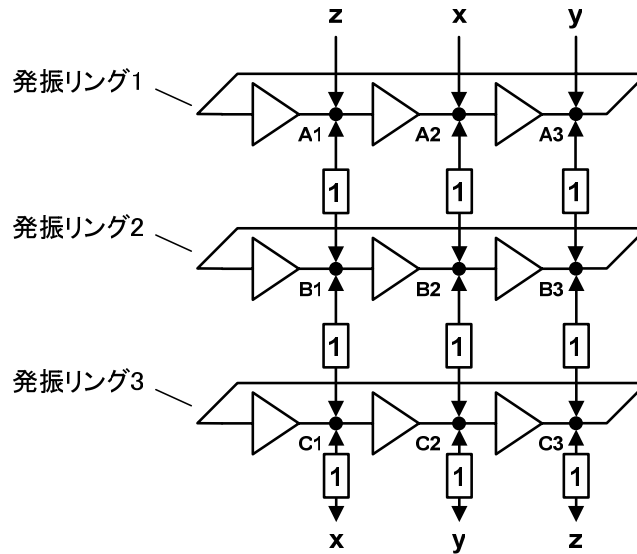 z x y
発振リング1
A1 A2 A3
1 1 1
発振リング2
B1 B2 B3
1 1 1
発振リング3
C1 C2 C3
1 1 1
x y z